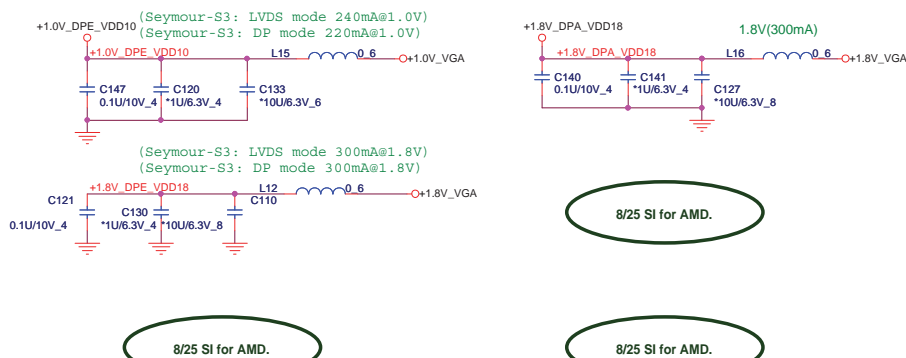 (Seymour-S3: LVDS mode 240mA@1.0V)
+1.0V_DPE_VDD10
(Seymour-S3: DP mode 220mA@1.0V)
+1.0V_DPE_VDD10
L15
0_6
+1.0V_VGA
C147
0.1U/10V_4
C120
*1U/6.3V_4
C133
*10U/6.3V_6
+1.8V_DPA_VDD18
1.8V(300mA)
+1.8V_DPA_VDD18
L16
0_6
+1.8V_VGA
C140
0.1U/10V_4
C141
*1U/6.3V_4
C127
*10U/6.3V_8
(Seymour-S3: LVDS mode 300mA@1.8V)
(Seymour-S3: DP mode 300mA@1.8V)
+1.8V_DPE_VDD18
L12
0_6
+1.8V_VGA
C121
0.1U/10V_4
C130
*1U/6.3V_4
C110
*10U/6.3V_8
8/25 SI for AMD.
8/25 SI for AMD.
8/25 SI for AMD.